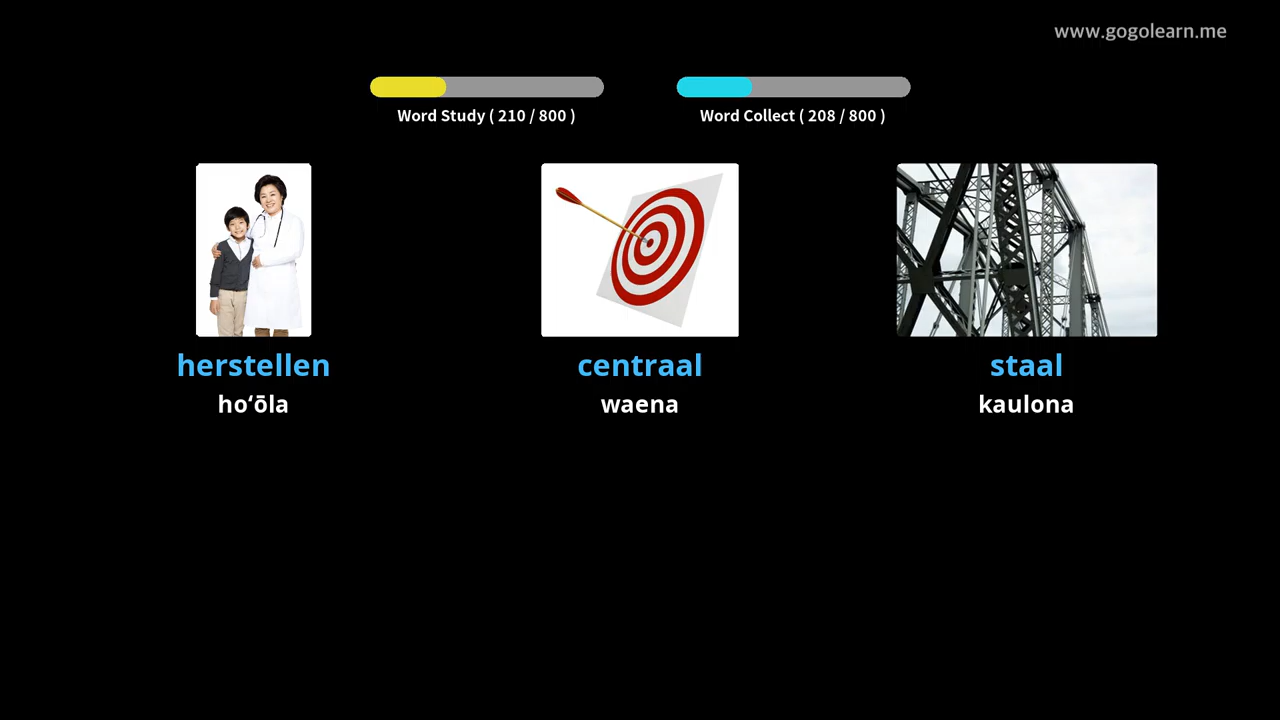 www.gogolearn.me
Word Study ( 210 / 800 )
Word Collect ( 208 / 800 )
herstellen
hoʻōla
centraal
waena
staal
kaulona